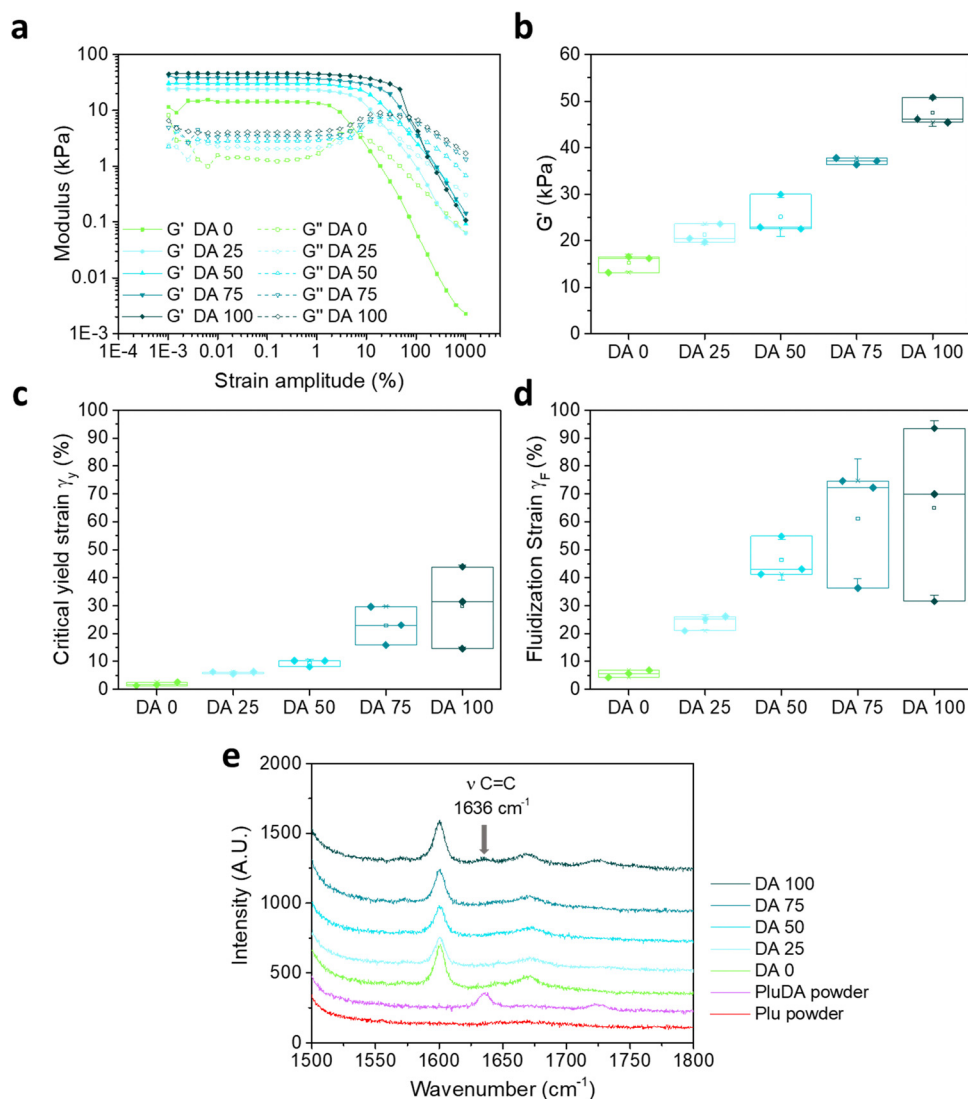 a
100
10
1
0.1
0.01
1E-3
Modulus (kPa)
G' DA 0
G' DA 25
G' DA 50
G' DA 75
G' DA 100
G'' DA 0
G'' DA 25
G'' DA 50
G'' DA 75
G'' DA 100
1E-4 1E-3 0.01 0.1 1 10 100 1000
Strain amplitude (%)
b
60
50
40
30
20
10
0
G' (kPa)
DA 0 DA 25 DA 50 DA 75 DA 100
c
100
90
80
70
60
50
40
30
20
10
0
Critical yield strain γy (%)
DA 0 DA 25 DA 50 DA 75 DA 100
d
100
90
80
70
60
50
40
30
20
10
0
Fluidization Strain γF (%)
DA 0 DA 25 DA 50 DA 75 DA 100
e
2000
1500
1000
500
0
Intensity (A.U.)
ν C=C
1636 cm⁻¹
1500 1550 1600 1650 1700 1750 1800
Wavenumber (cm⁻¹)
DA 100
DA 75
DA 50
DA 25
DA 0
PluDA powder
Plu powder